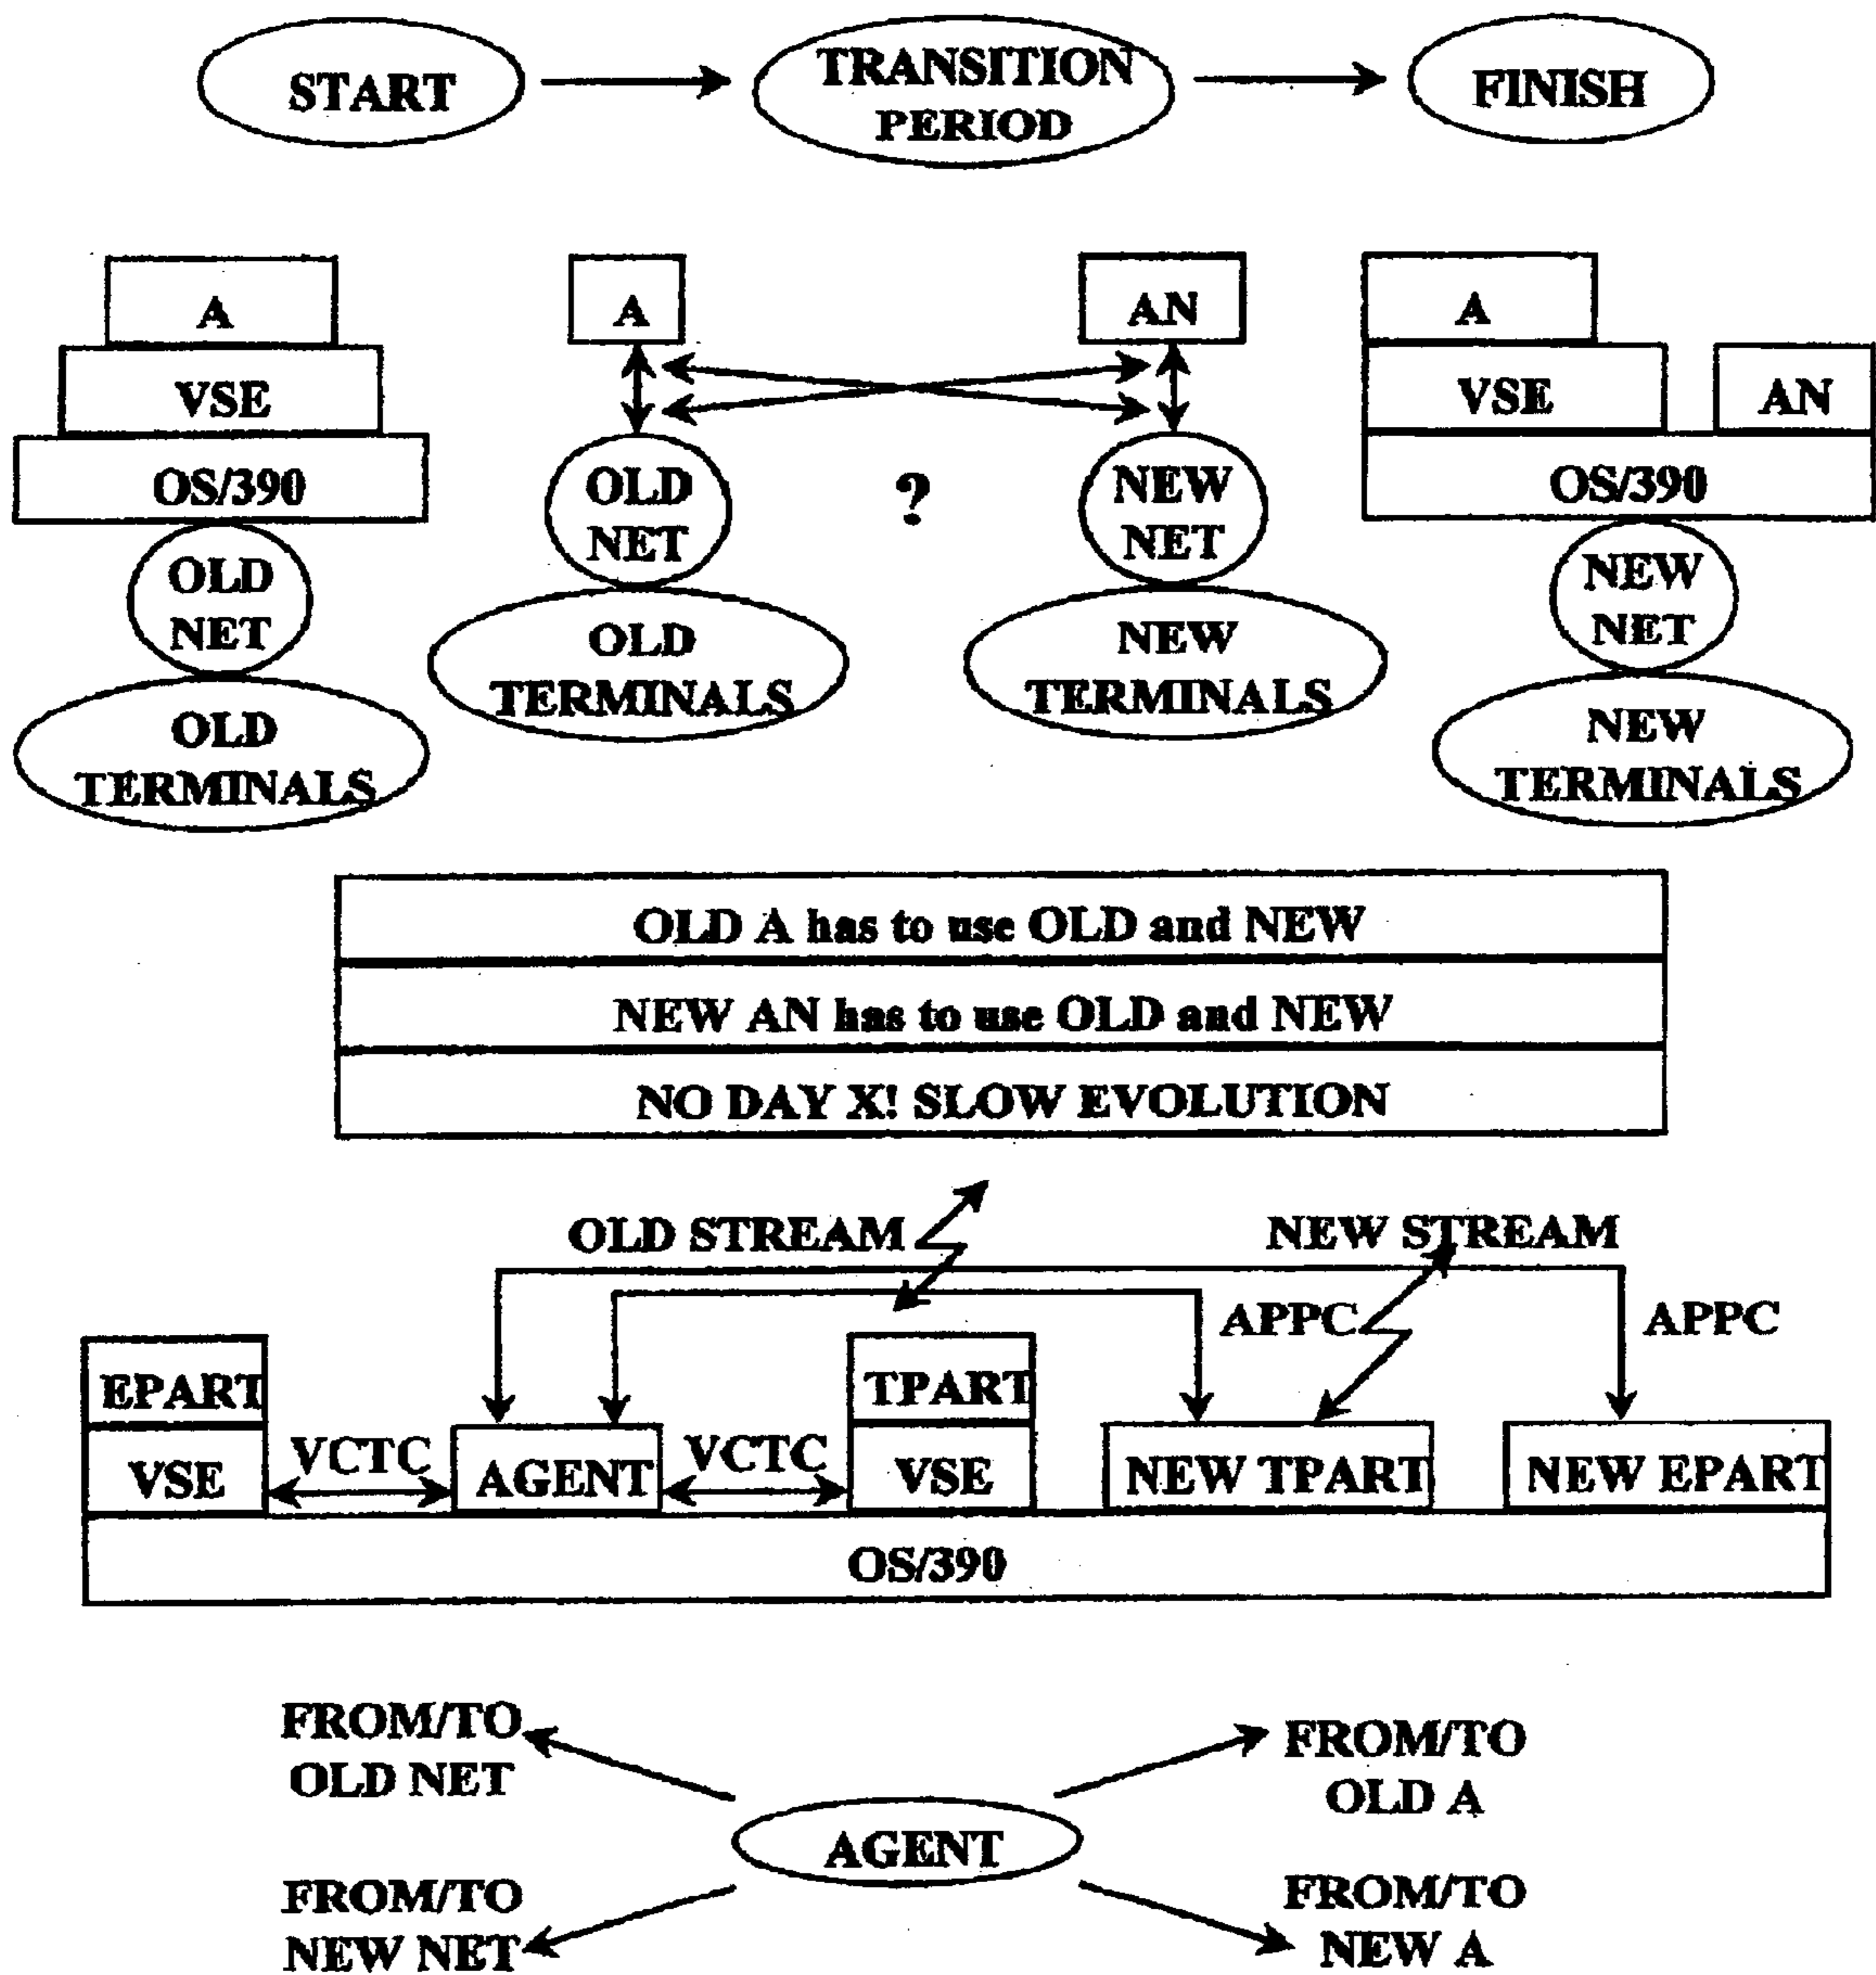 START
TRANSITION
PERIOD
FINISH
A
VSE
OS/390
OLD
NET
OLD
TERMINALS
A
OLD
NET
OLD
TERMINALS
?
AN
NEW
NET
NEW
TERMINALS
A
VSE
AN
OS/390
NEW
NET
NEW
TERMINALS
OLD A has to use OLD and NEW
NEW AN has to use OLD and NEW
NO DAY X! SLOW EVOLUTION
OLD STREAM
NEW STREAM
APPC
APPC
EPART
VSE
VCTC
AGENT
VCTC
TPART
VSE
NEW TPART
NEW EPART
OS/390
FROM/TO
OLD NET
FROM/TO
OLD A
AGENT
FROM/TO
NEW NET
FROM/TO
NEW A